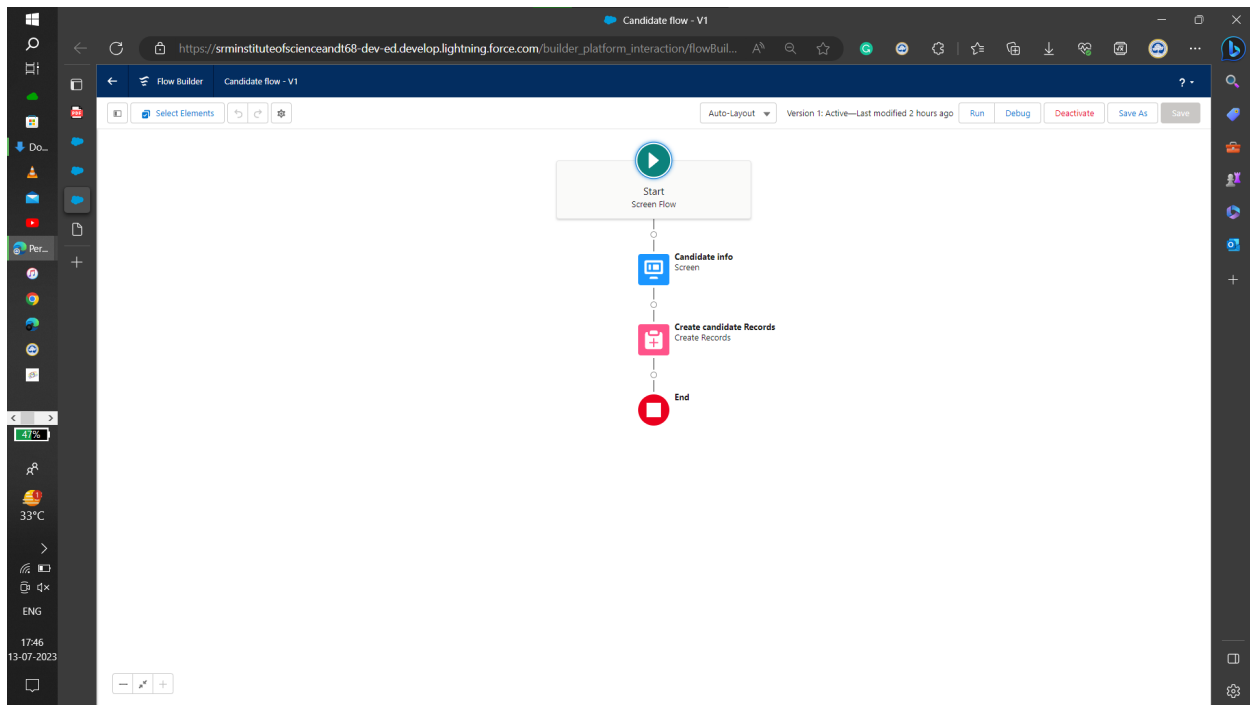 Candidate flow - V1
https://srminstituteofscienceandt68-dev-ed.develop.lightning.force.com/builder_platform_interaction/flowBuil...
Flow Builder Candidate flow - V1
? 
Select Elements
Auto-Layout
Version 1: Active—Last modified 2 hours ago
Run
Debug
Deactivate
Save As
Save
Start
Screen Flow
Candidate info
Screen
Create candidate Records
Create Records
End
Do...
Per...
47%
33°C
ENG
17:46
13-07-2023